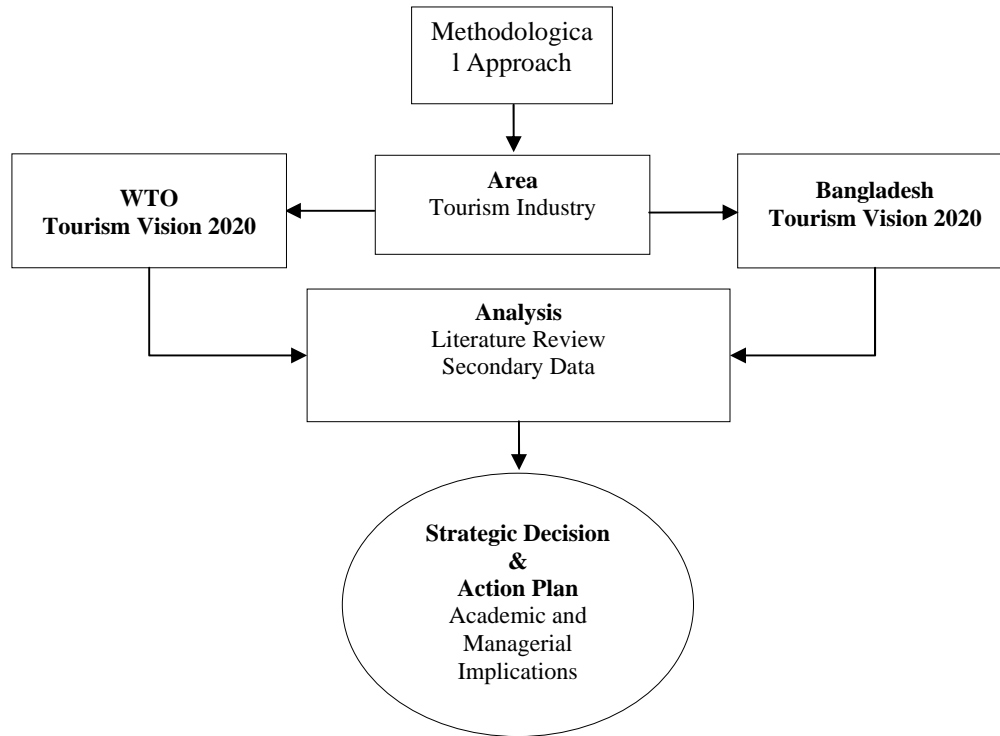 Methodologica
l Approach
Area
Tourism Industry
WTO
Tourism Vision 2020
Bangladesh
Tourism Vision 2020
Analysis
Literature Review
Secondary Data
Strategic Decision
&
Action Plan
Academic and
Managerial
Implications